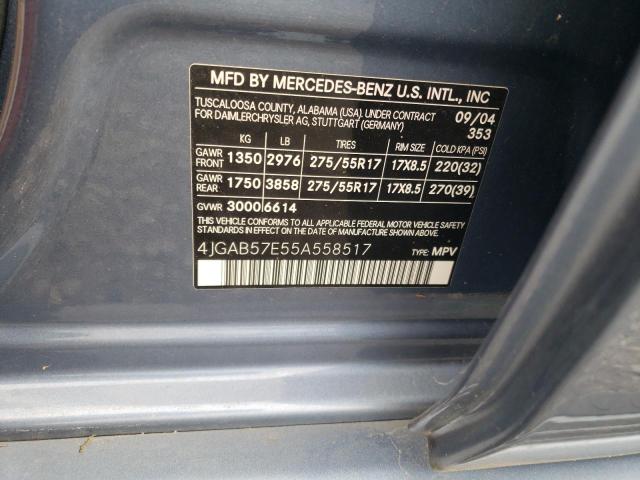 MFD BY MERCEDES-BENZ U.S. INTL., INC
TUSCALOOSA COUNTY, ALABAMA (USA). UNDER CONTRACT 09/04
FOR DAIMLERCHRYSLER AG, STUTTGART (GERMANY) 353
KG LB TIRES RIM SIZE COLD KPA (PSI)
GAWR FRONT 1350 2976 275/55R17 17X8.5 220(32)
GAWR REAR 1750 3858 275/55R17 17X8.5 270(39)
GVWR 3000 6614
THIS VEHICLE CONFORMS TO ALL APPLICABLE FEDERAL MOTOR VEHICLE SAFETY
STANDARDS IN EFFECT ON THE DATE OF MANUFACTURE SHOWN ABOVE.
4JGAB57E55A558517 TYPE: MPV